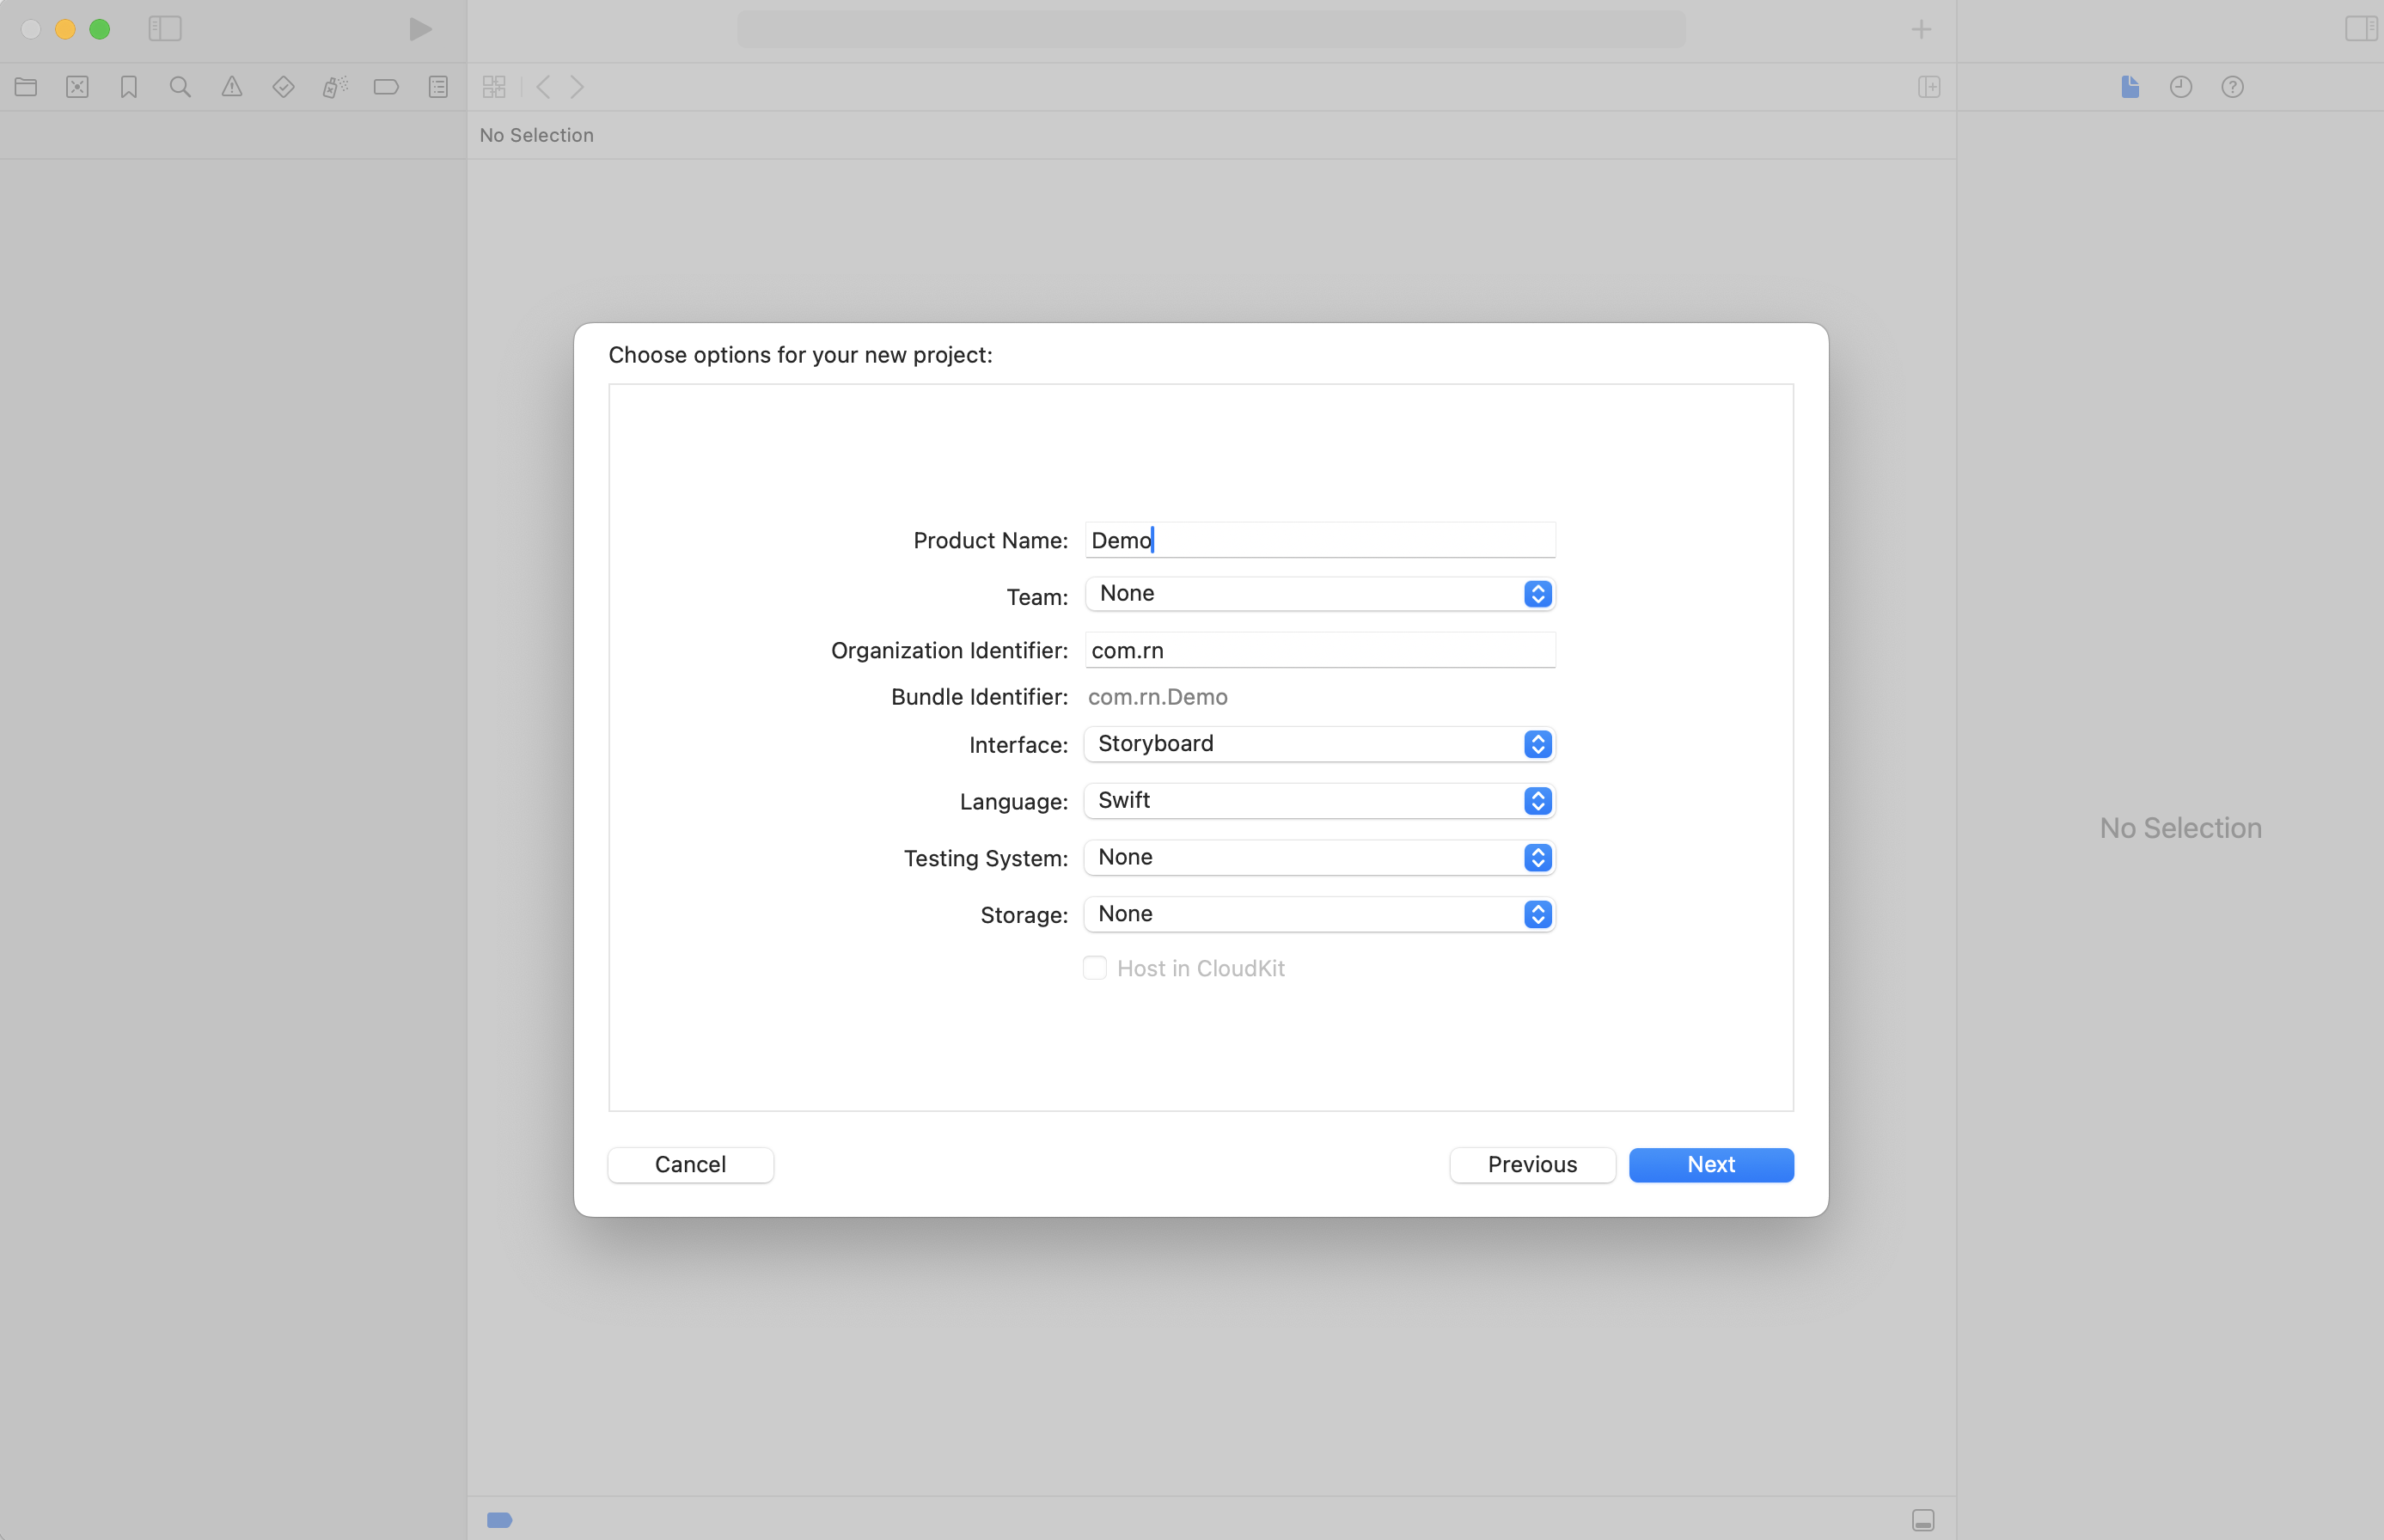 No Selection
Choose options for your new project:
Product Name: Demo
Team: None
Organization Identifier: com.rn
Bundle Identifier: com.rn.Demo
Interface: Storyboard
Language: Swift
Testing System: None
Storage: None
Host in CloudKit
Cancel Previous Next
No Selection